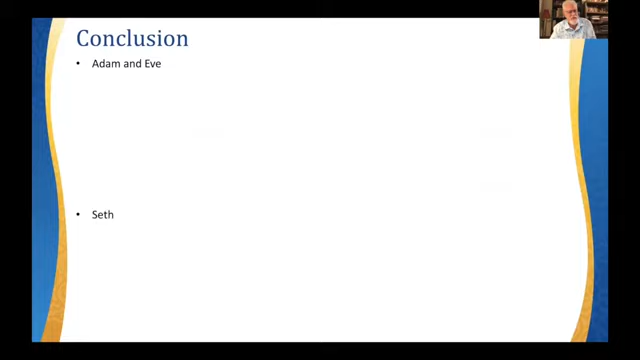 Conclusion
• Adam and Eve
• Seth